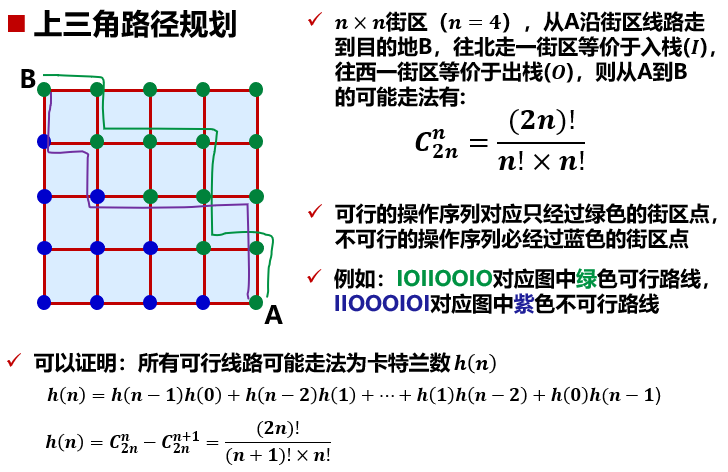 上三角路径规划
n × n街区（n = 4），从A沿街区线路走
到目的地B，往北走一街区等价于入栈(I)，
往西一街区等价于出栈(O)，则从A到B
的可能走法有:
C_{2n}^{n} = \frac{(2n)!}{n! × n!}
B
A
可行的操作序列对应只经过绿色的街区点，
不可行的操作序列必经过蓝色的街区点
例如：IOIIOOIO对应图中绿色可行路线，
IIOOOIOI对应图中紫色不可行路线
可以证明：所有可行线路可能走法为卡特兰数 h(n)
h(n) = h(n − 1)h(0) + h(n − 2)h(1) + ⋯ + h(1)h(n − 2) + h(0)h(n − 1)
h(n) = C_{2n}^{n} − C_{2n}^{n+1} = \frac{(2n)!}{(n + 1)! × n!}